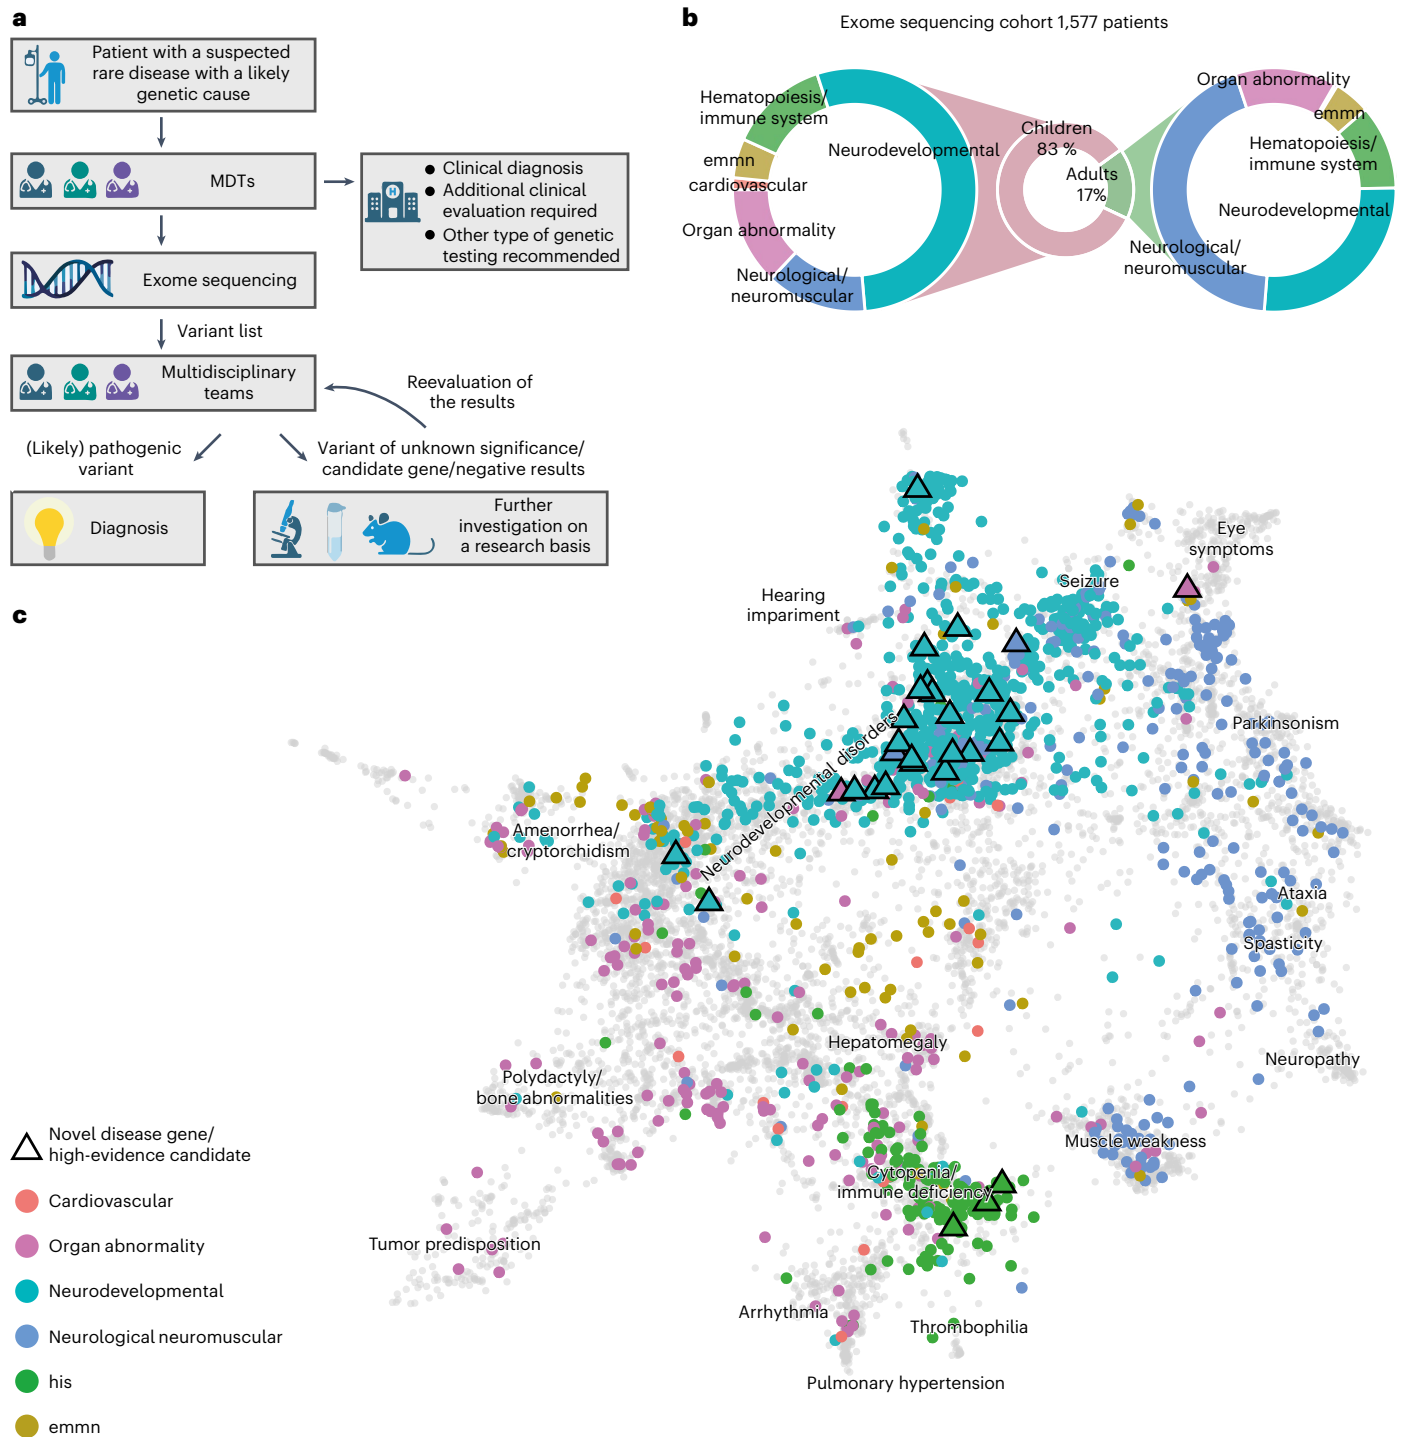 a
Patient with a suspected
rare disease with a likely
genetic cause
MDTs
Clinical diagnosis
Additional clinical
evaluation required
Other type of genetic
testing recommended
H
Exome sequencing
Variant list
Multidisciplinary
teams
Reevaluation of
the results
(Likely) pathogenic
variant
Variant of unknown significance/
candidate gene/negative results
Diagnosis
Further
investigation on
a research basis
b
Exome sequencing cohort 1,577 patients
Hematopoiesis/
immune system
emmn
cardiovascular
Organ abnormality
Neurological/
neuromuscular
Neurodevelopmental
Children
83 %
Adults
17%
Organ abnormality
emmn
Hematopoiesis/
immune system
Neurodevelopmental
Neurological/
neuromuscular
c
Eye
symptoms
Seizure
Hearing
impariment
Parkinsonism
Neurodevelopmental disorders
Amenorrhea/
cryptorchidism
Ataxia
Spasticity
Hepatomegaly
Neuropathy
Polydactyly/
bone abnormalities
Muscle weakness
Cytopenia/
immune deficiency
Tumor predisposition
Arrhythmia
Thrombophilia
Pulmonary hypertension
Novel disease gene/
high-evidence candidate
Cardiovascular
Organ abnormality
Neurodevelopmental
Neurological neuromuscular
his
emmn